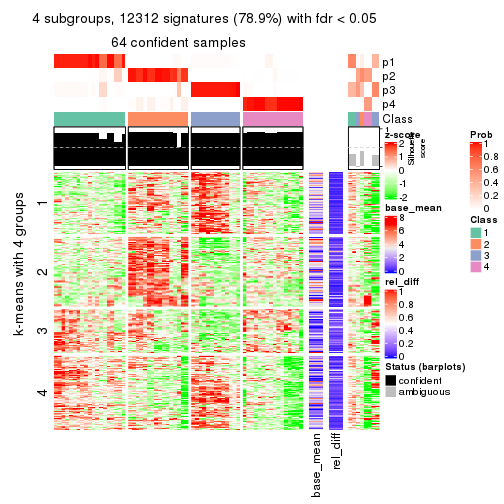 4 subgroups, 12312 signatures (78.9%) with fdr < 0.05
64 confident samples
p1
p2
p3
p4
Class
1
0
Silhouette
score
k-means with 4 groups
1
2
3
4
base_mean
rel_diff
z-score
2
1
0
-1
-2
base_mean
8
6
4
2
0
rel_diff
1
0.8
0.6
0.4
0.2
0
Status (barplots)
confident
ambiguous
Prob
1
0.8
0.6
0.4
0.2
0
Class
1
2
3
4